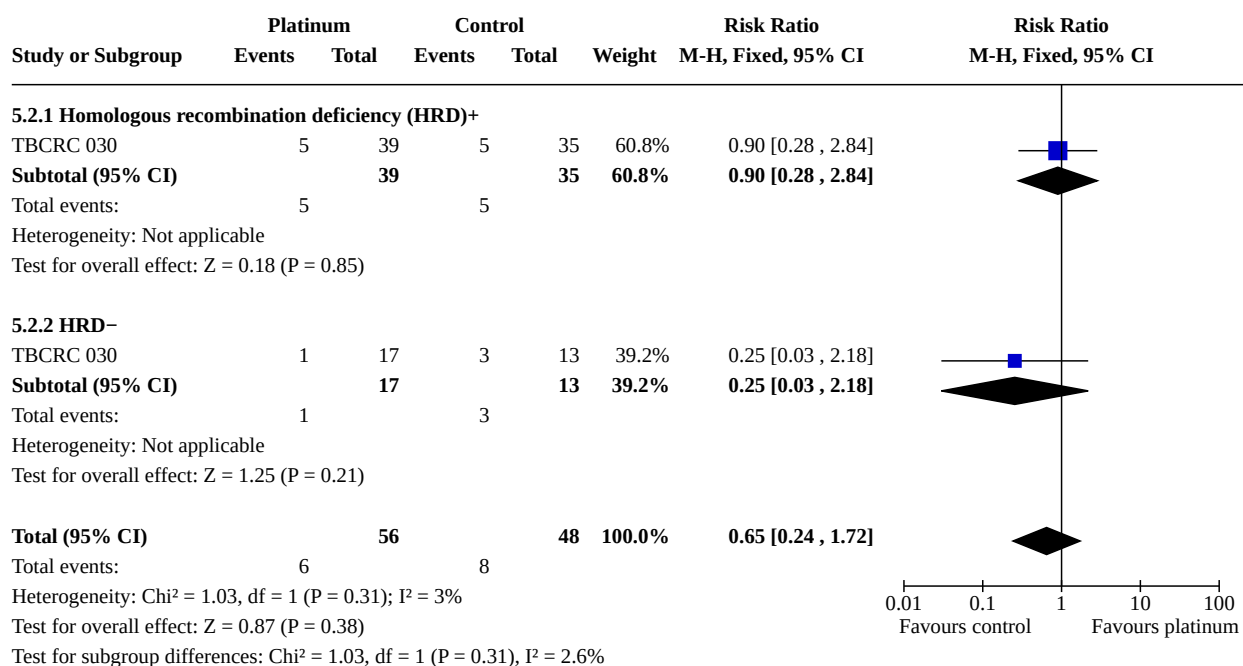 Platinum Control Risk Ratio Risk Ratio
Study or Subgroup Events Total Events Total Weight M-H, Fixed, 95% CI M-H, Fixed, 95% CI
5.2.1 Homologous recombination deficiency (HRD)+
TBCRC 030 5 39 5 35 60.8% 0.90 [0.28 , 2.84]
Subtotal (95% CI) 39 35 60.8% 0.90 [0.28 , 2.84]
Total events: 5 5
Heterogeneity: Not applicable
Test for overall effect: Z = 0.18 (P = 0.85)
5.2.2 HRD−
TBCRC 030 1 17 3 13 39.2% 0.25 [0.03 , 2.18]
Subtotal (95% CI) 17 13 39.2% 0.25 [0.03 , 2.18]
Total events: 1 3
Heterogeneity: Not applicable
Test for overall effect: Z = 1.25 (P = 0.21)
Total (95% CI) 56 48 100.0% 0.65 [0.24 , 1.72]
Total events: 6 8
Heterogeneity: Chi² = 1.03, df = 1 (P = 0.31); I² = 3%
0.01 0.1 1 10 100
Test for overall effect: Z = 0.87 (P = 0.38)
Favours control Favours platinum
Test for subgroup differences: Chi² = 1.03, df = 1 (P = 0.31), I² = 2.6%